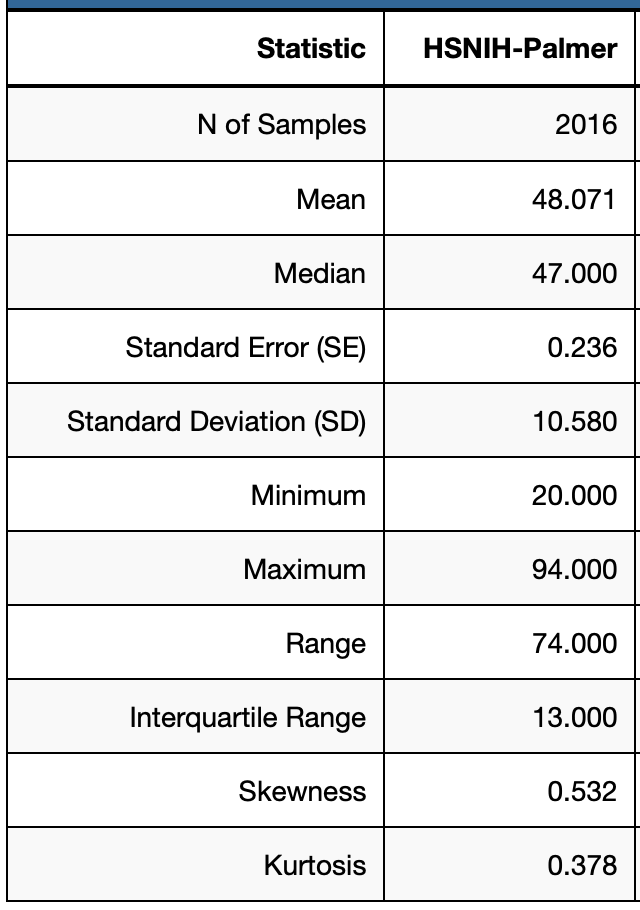 Statistic HSNIH-Palmer
N of Samples 2016
Mean 48.071
Median 47.000
Standard Error (SE) 0.236
Standard Deviation (SD) 10.580
Minimum 20.000
Maximum 94.000
Range 74.000
Interquartile Range 13.000
Skewness 0.532
Kurtosis 0.378